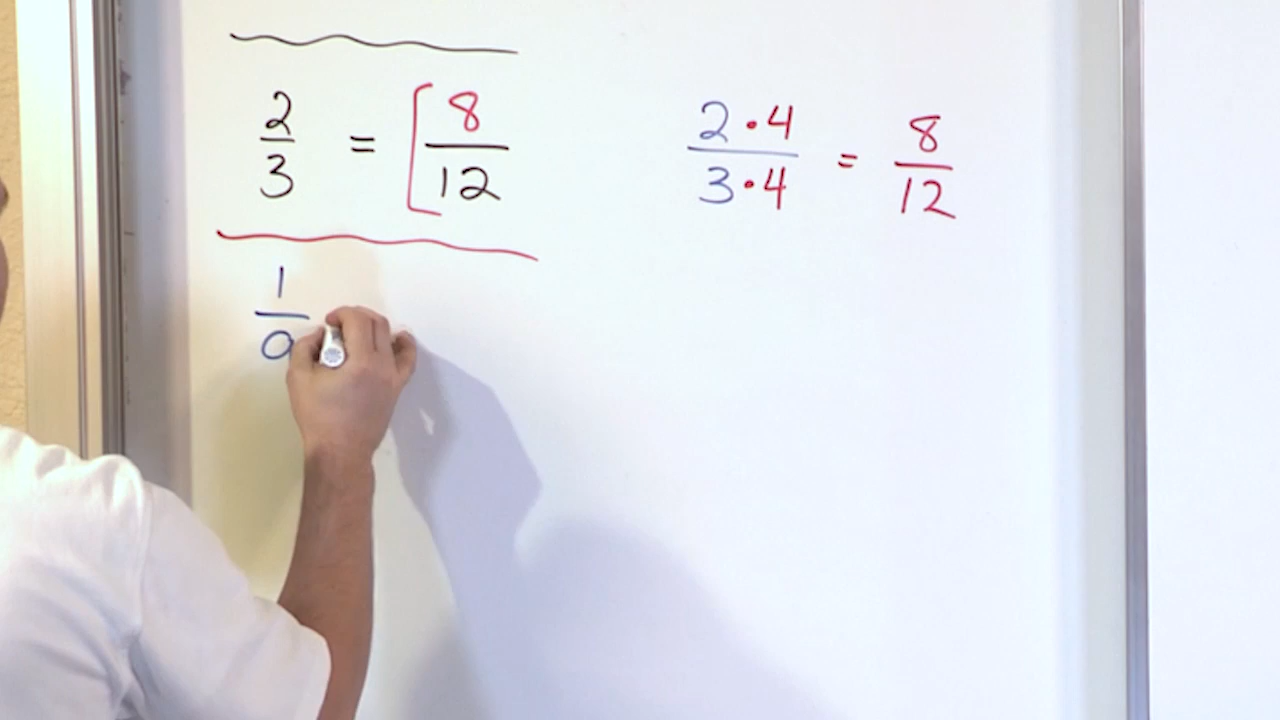 2/3 = [8/12
2•4/3•4 = 8/12
1/